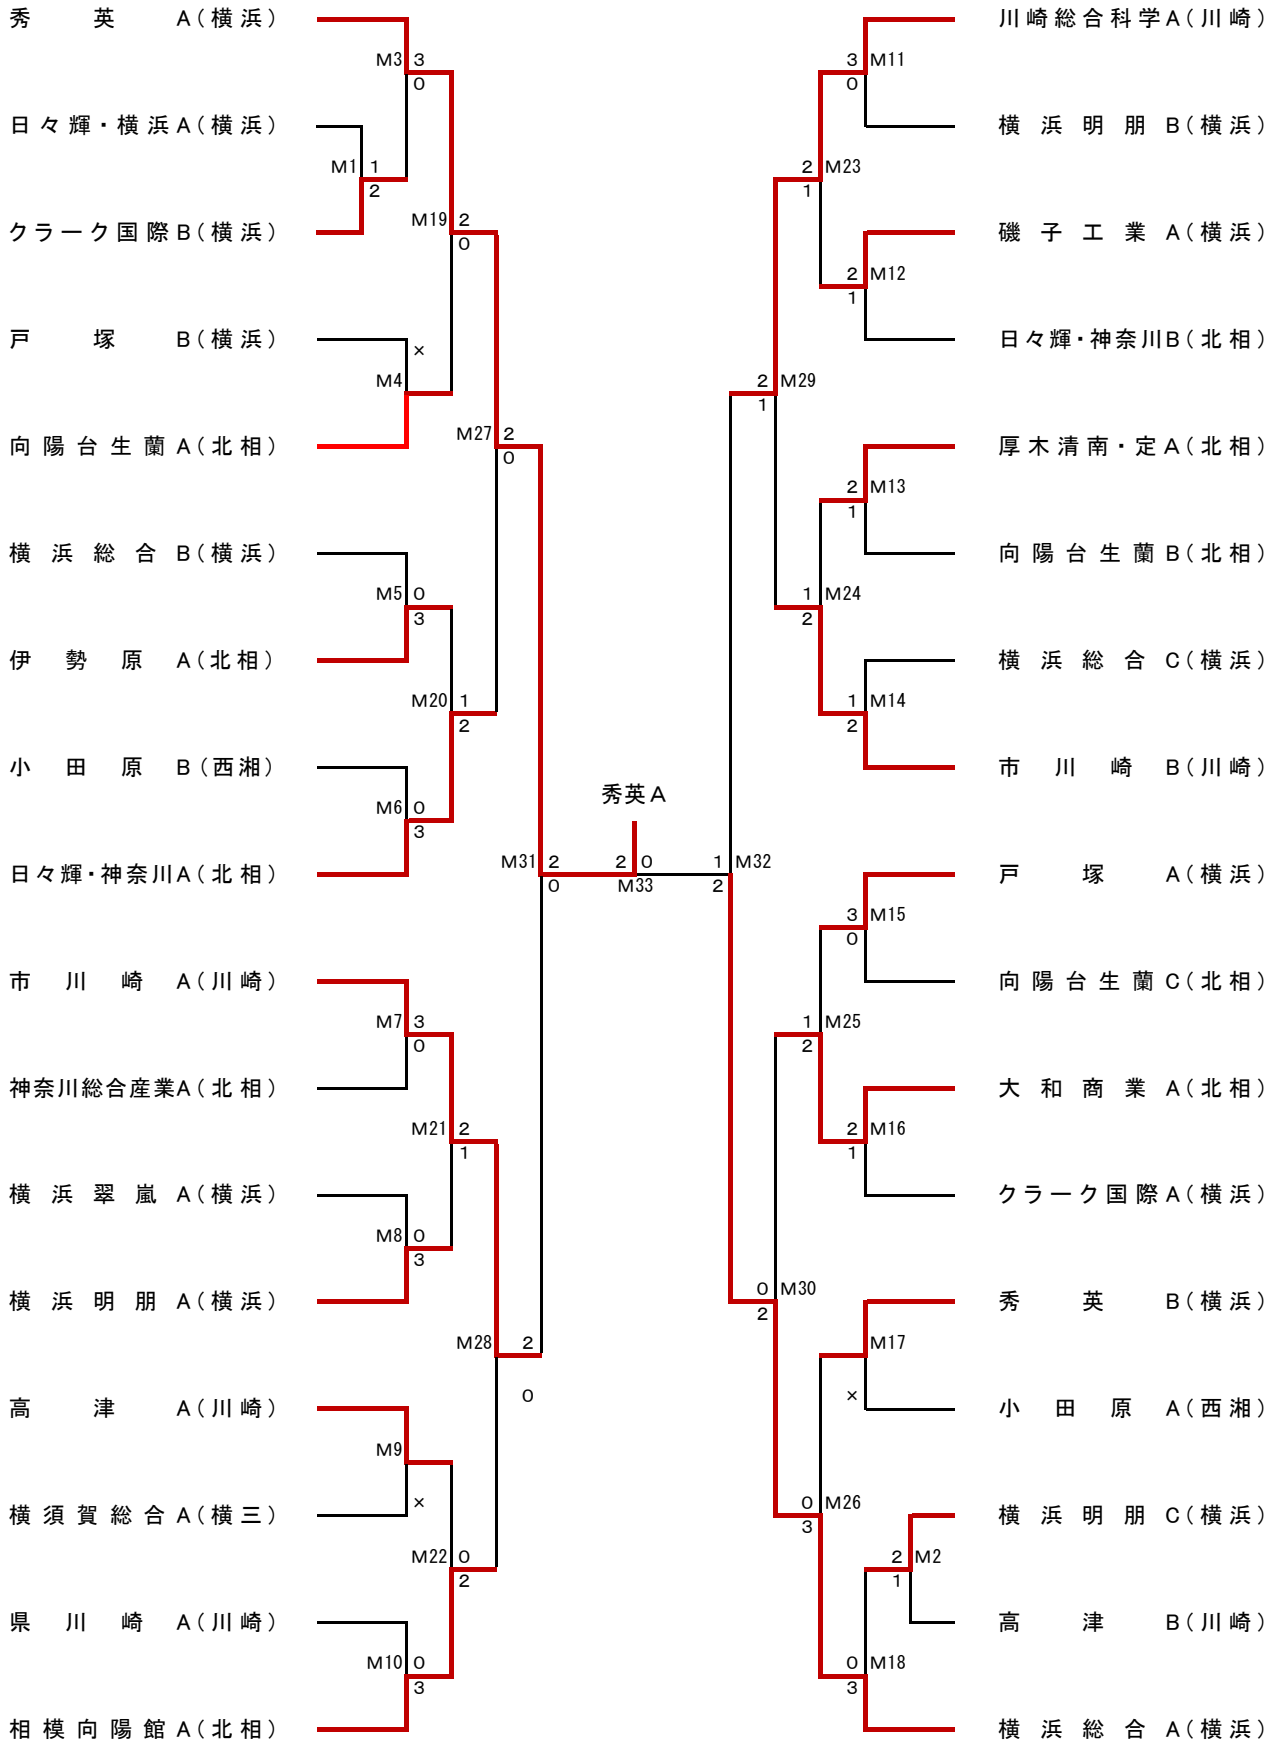 秀英A(横浜)
M3 3
0
日々輝・横浜A(横浜)
M1 1
2
クラーク国際B(横浜)
M19 2
0
戸塚B(横浜)
×
M4
向陽台生蘭A(北相)
M27 2
0
横浜総合B(横浜)
M5 0
3
伊勢原A(北相)
M20 1
2
小田原B(西湘)
M6 0
3
日々輝・神奈川A(北相)
M31 2
0
市川崎A(川崎)
M7 3
0
神奈川総合産業A(北相)
M21 2
1
横浜翠嵐A(横浜)
M8 0
3
横浜明朋A(横浜)
M28 2
0
高津A(川崎)
M9
×
横須賀総合A(横三)
M22 0
2
県川崎A(川崎)
M10 0
3
相模向陽館A(北相)
秀英A
2 0
M33
川崎総合科学A(川崎)
3 M11
0
横浜明朋B(横浜)
2 M23
1
磯子工業A(横浜)
2 M12
1
日々輝・神奈川B(北相)
2 M29
1
厚木清南・定A(北相)
2 M13
1
向陽台生蘭B(北相)
1 M24
2
横浜総合C(横浜)
1 M14
2
市川崎B(川崎)
1 M32
2
戸塚A(横浜)
3 M15
0
向陽台生蘭C(北相)
1 M25
2
大和商業A(北相)
2 M16
1
クラーク国際A(横浜)
0 M30
2
秀英B(横浜)
M17
×
小田原A(西湘)
0 M26
3
横浜明朋C(横浜)
2 M2
1
高津B(川崎)
0 M18
3
横浜総合A(横浜)